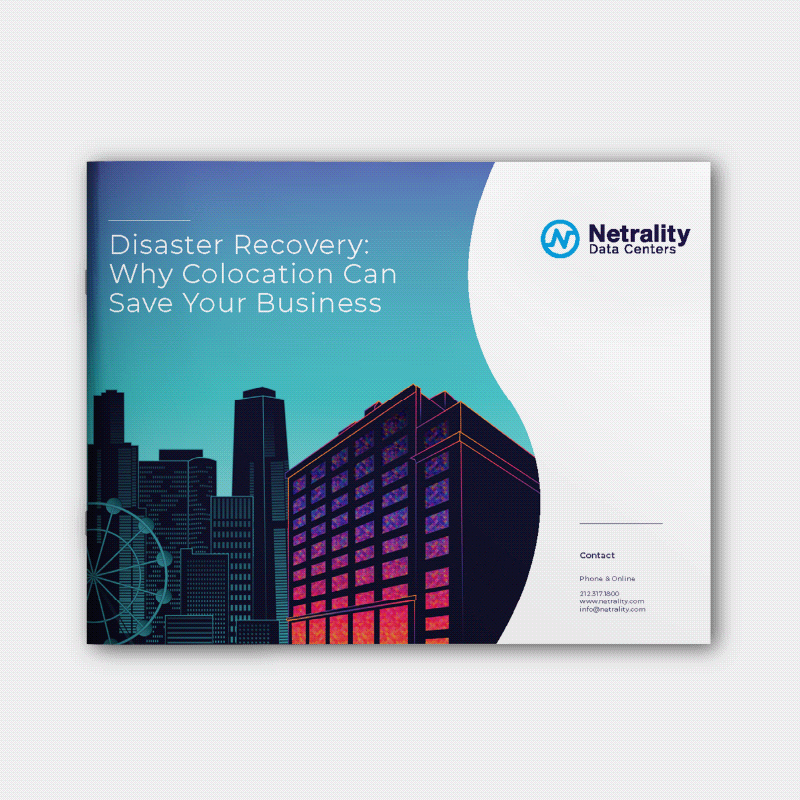 Disaster Recovery:
Why Colocation Can
Save Your Business
Netrality
Data Centers
Contact
Phone & Online
212.317.1800
www.netrality.com
info@netrality.com